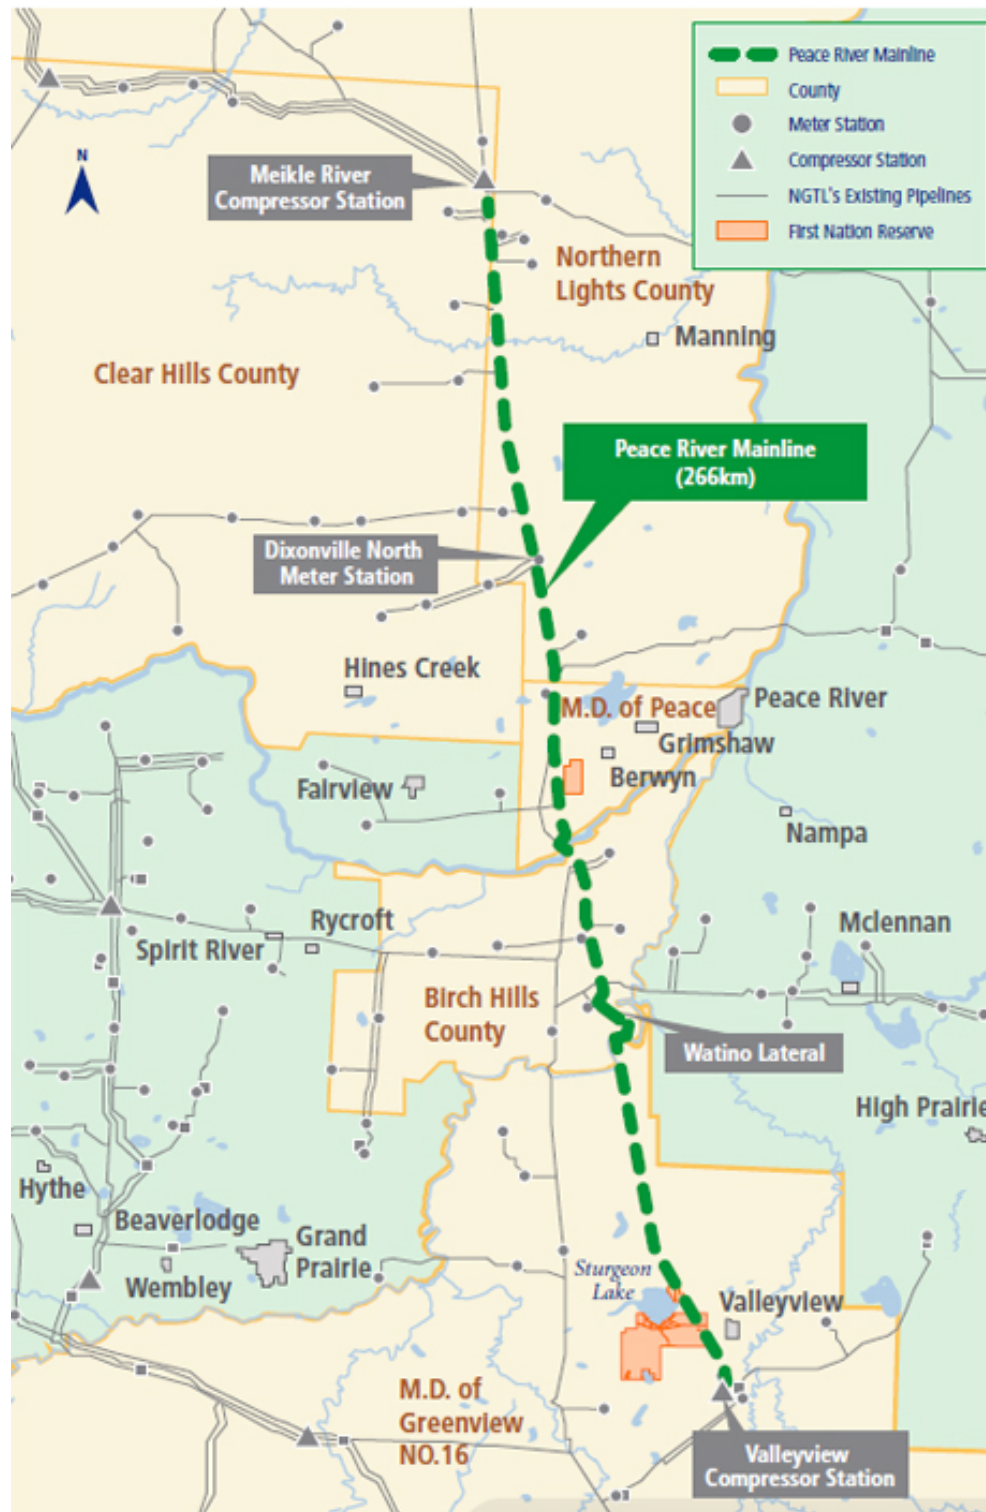 Peace River Mainline
County
Meter Station
Compressor Station
NGTL's Existing Pipelines
First Nation Reserve
N
Meikle River
Compressor Station
Northern
Lights County
Manning
Clear Hills County
Peace River Mainline
(266km)
Dixonville North
Meter Station
Hines Creek
M.D. of Peace
Peace River
Grimshaw
Berwyn
Fairview
Nampa
Rycroft
Spirit River
Mclennan
Birch Hills
County
Watino Lateral
High Prairie
Hythe
Beaverlodge
Grand
Prairie
Wembley
Sturgeon
Lake
Valleyview
M.D. of
Greenview
NO.16
Valleyview
Compressor Station